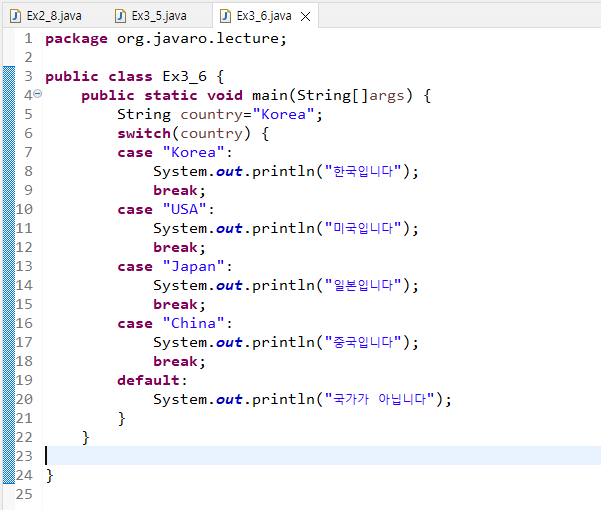 Ex2_8.java Ex3_5.java Ex3_6.java
1 package org.javaro.lecture;
2
3 public class Ex3_6 {
4 public static void main(String[]args) {
5 String country="Korea";
6 switch(country) {
7 case "Korea":
8 System.out.println("한국입니다");
9 break;
10 case "USA":
11 System.out.println("미국입니다");
12 break;
13 case "Japan":
14 System.out.println("일본입니다");
15 break;
16 case "China":
17 System.out.println("중국입니다");
18 break;
19 default:
20 System.out.println("국가가 아닙니다");
21 }
22 }
23
24 }
25